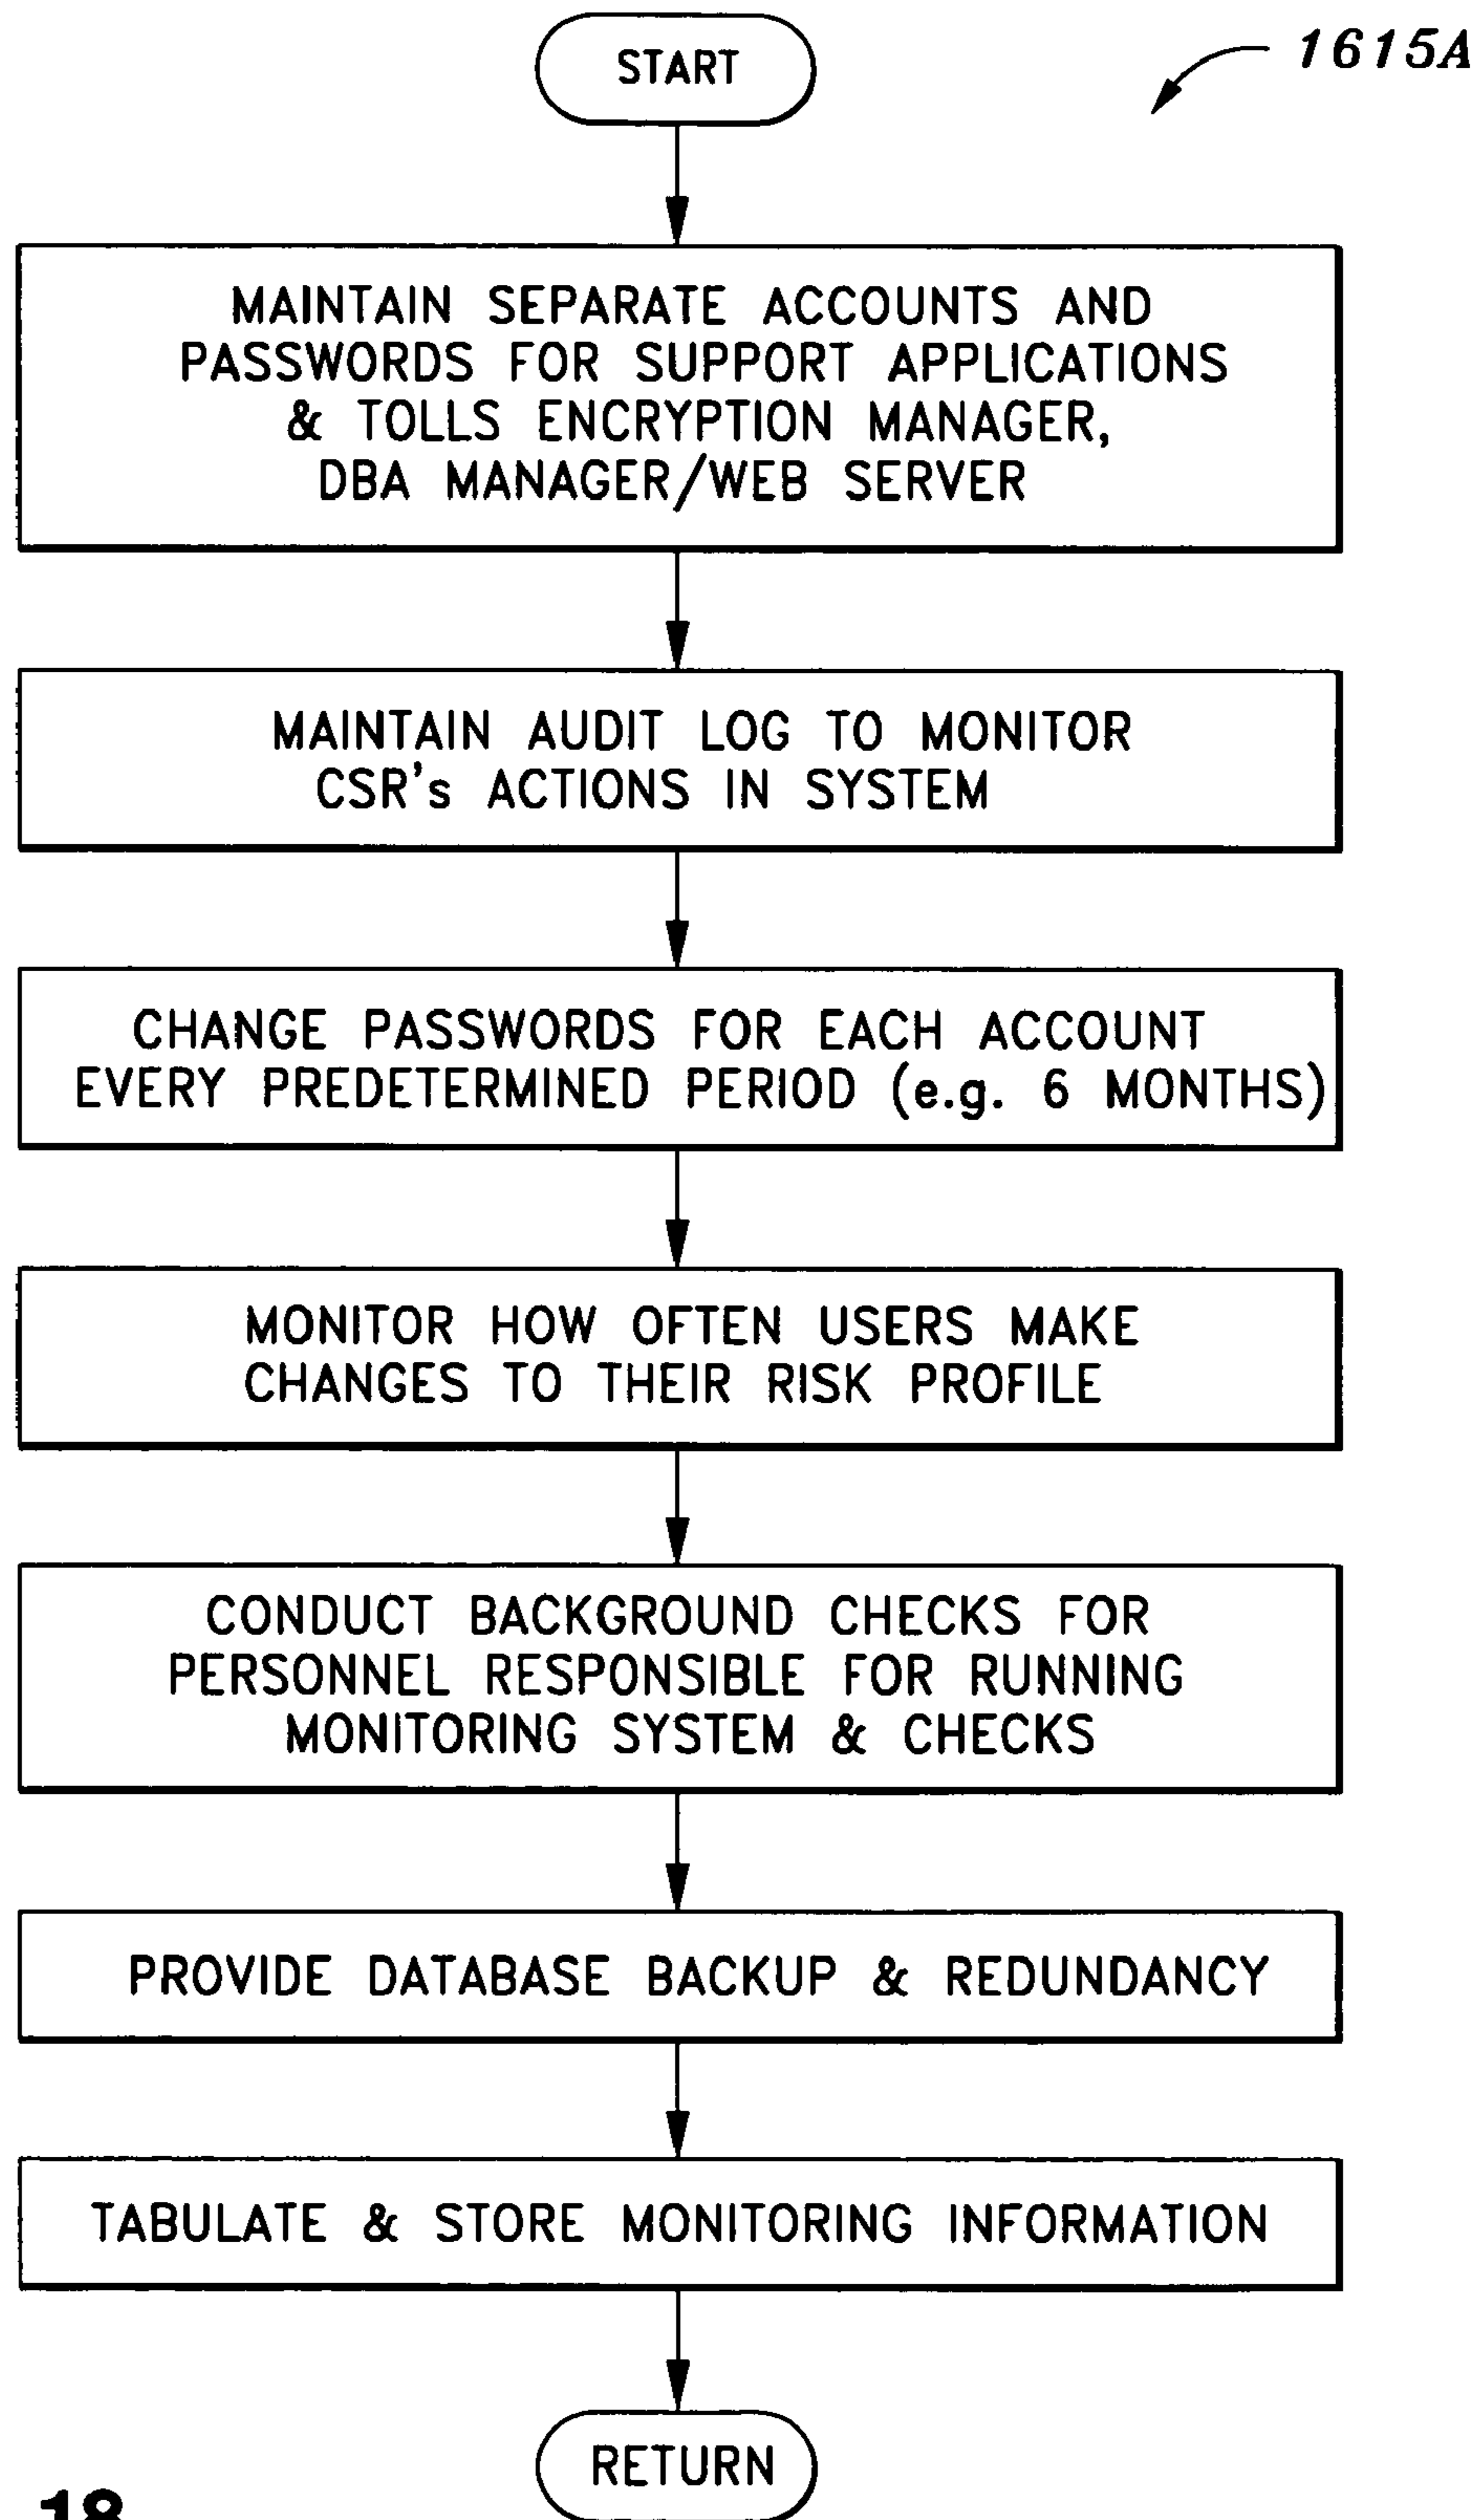 START
1615A
MAINTAIN SEPARATE ACCOUNTS AND
PASSWORDS FOR SUPPORT APPLICATIONS
& TOLLS ENCRYPTION MANAGER,
DBA MANAGER/WEB SERVER
MAINTAIN AUDIT LOG TO MONITOR
CSR's ACTIONS IN SYSTEM
CHANGE PASSWORDS FOR EACH ACCOUNT
EVERY PREDETERMINED PERIOD (e.g. 6 MONTHS)
MONITOR HOW OFTEN USERS MAKE
CHANGES TO THEIR RISK PROFILE
CONDUCT BACKGROUND CHECKS FOR
PERSONNEL RESPONSIBLE FOR RUNNING
MONITORING SYSTEM & CHECKS
PROVIDE DATABASE BACKUP & REDUNDANCY
TABULATE & STORE MONITORING INFORMATION
RETURN
18